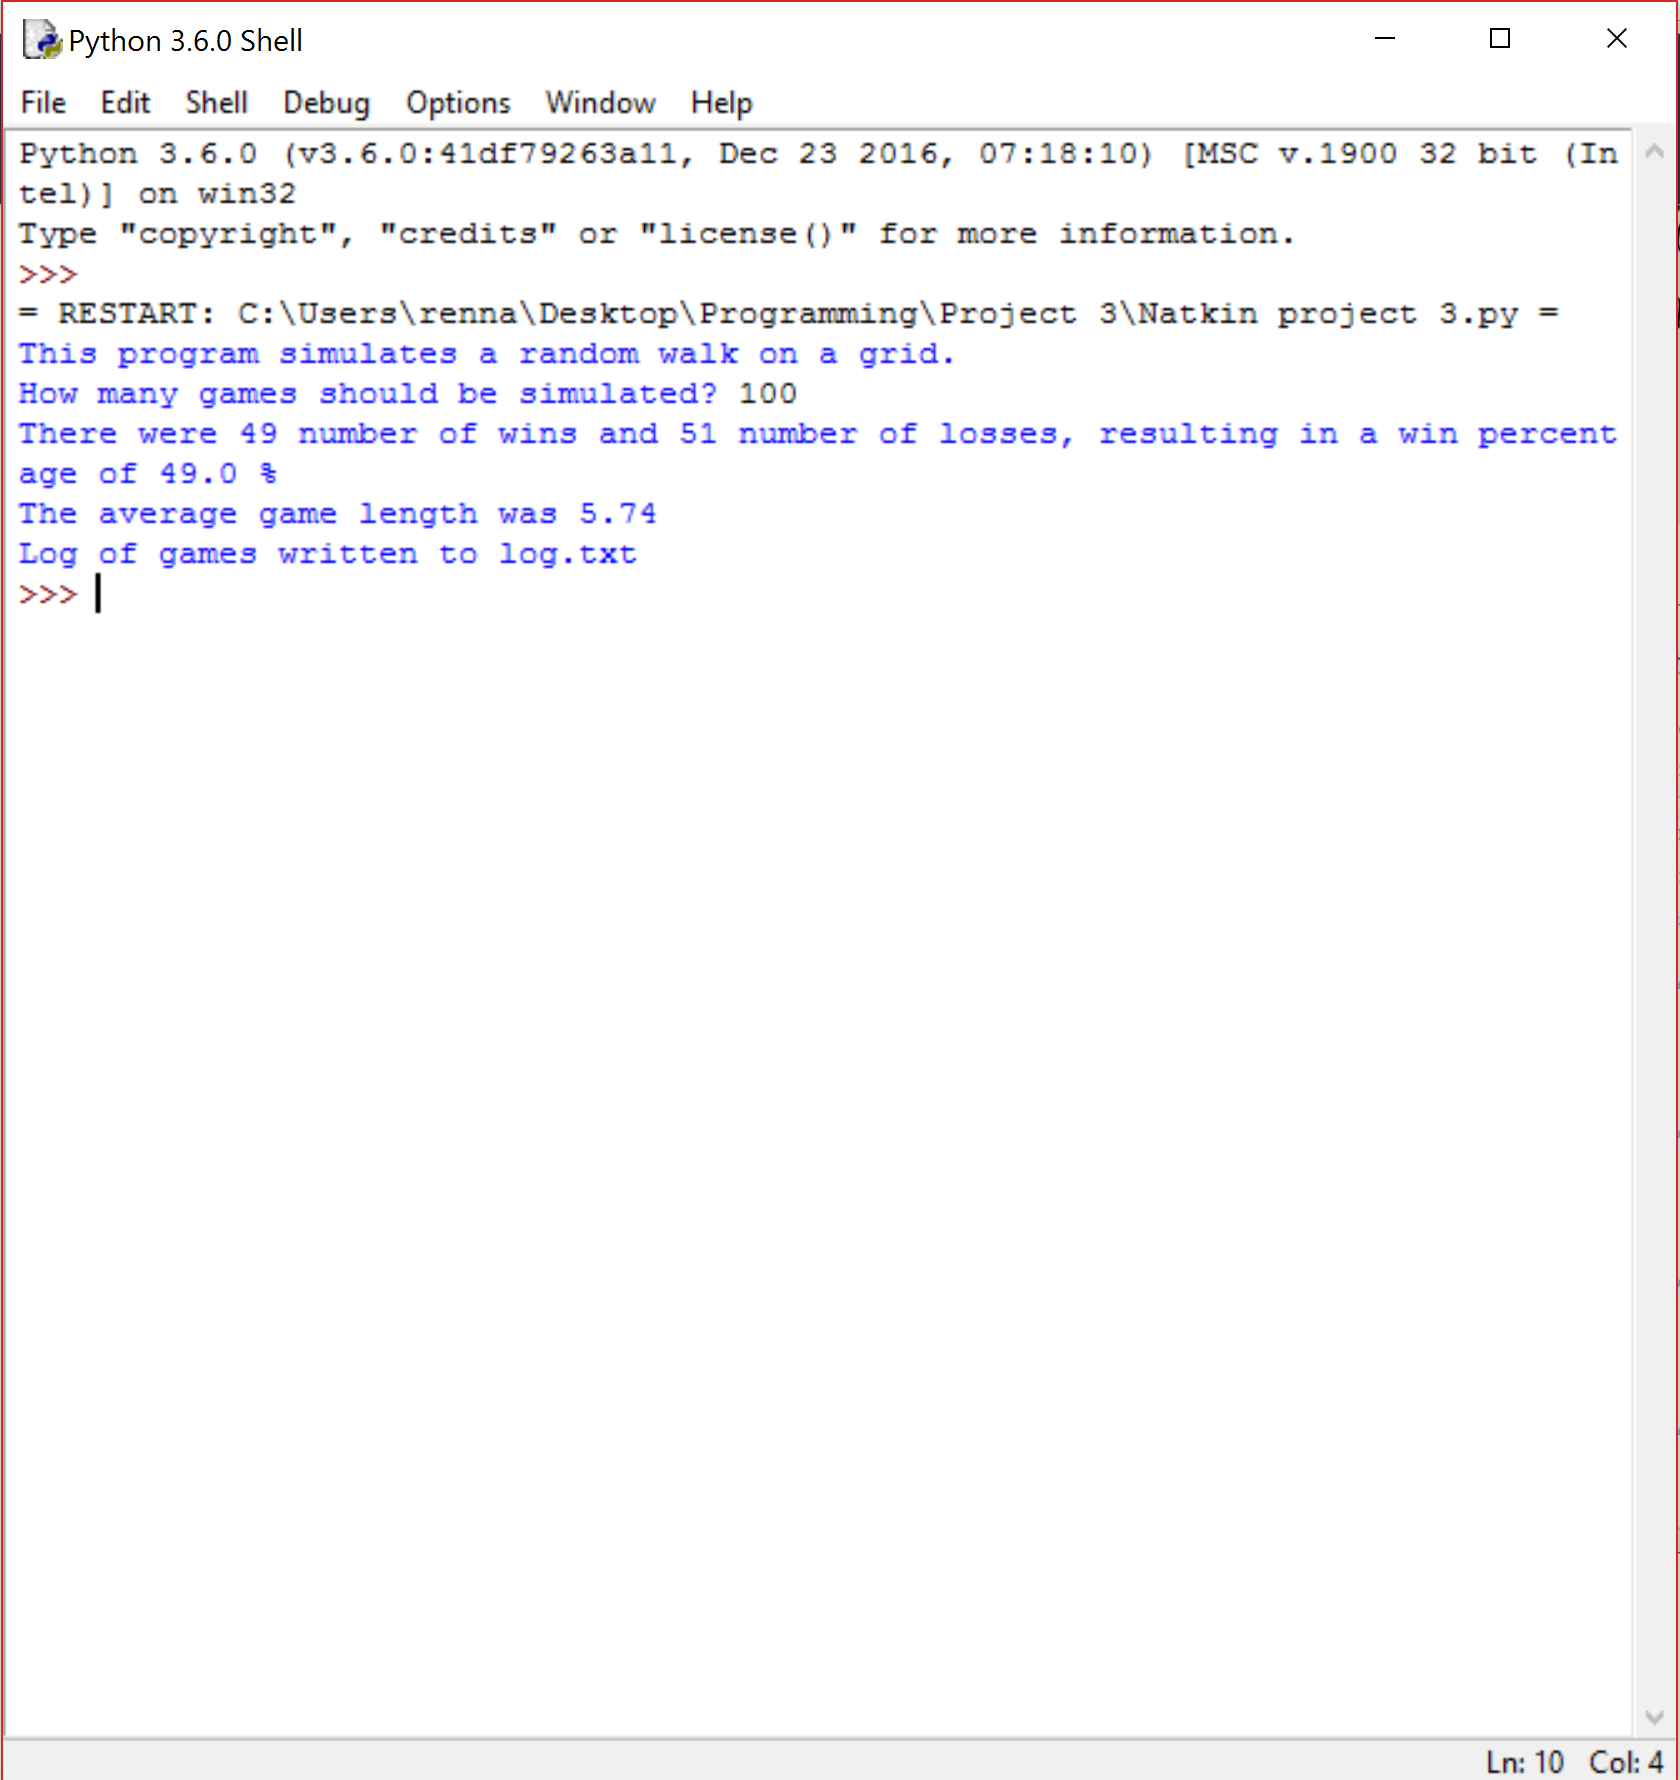 Python 3.6.0 Shell
File Edit Shell Debug Options Window Help
Python 3.6.0 (v3.6.0:41df79263a11, Dec 23 2016, 07:18:10) [MSC v.1900 32 bit (In
tel)] on win32
Type "copyright", "credits" or "license()" for more information.
>>>
= RESTART: C:\Users\renna\Desktop\Programming\Project 3\Natkin project 3.py =
This program simulates a random walk on a grid.
How many games should be simulated? 100
There were 49 number of wins and 51 number of losses, resulting in a win percent
age of 49.0 %
The average game length was 5.74
Log of games written to log.txt
>>>
Ln: 10 Col: 4